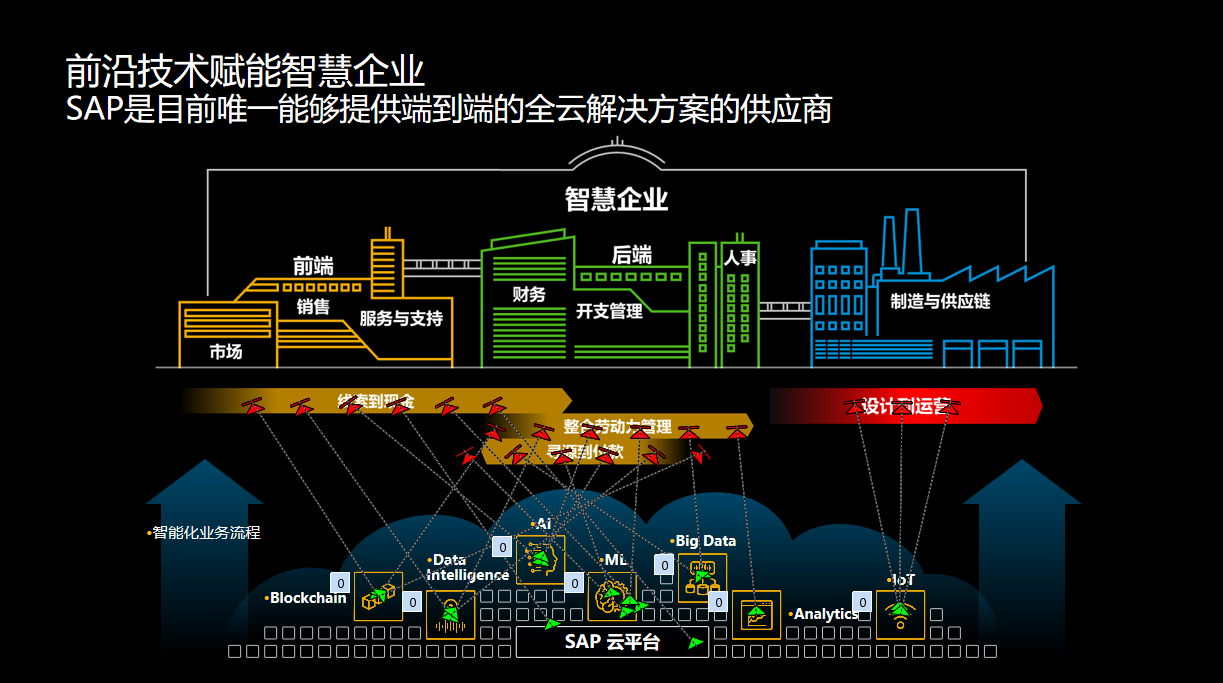 前沿技术赋能智慧企业
SAP是目前唯一能够提供端到端的全云解决方案的供应商
智慧企业
前端
销售
服务与支持
市场
后端
财务
开支管理
人事
制造与供应链
线索到现金
设计到运营
整合劳动力管理
寻源到付款
•智能化业务流程
•AI
0
•Data
Intelligence
•ML
0
•Big Data
0
•Blockchain
0
0
0
•Analytics
0
•IoT
SAP 云平台